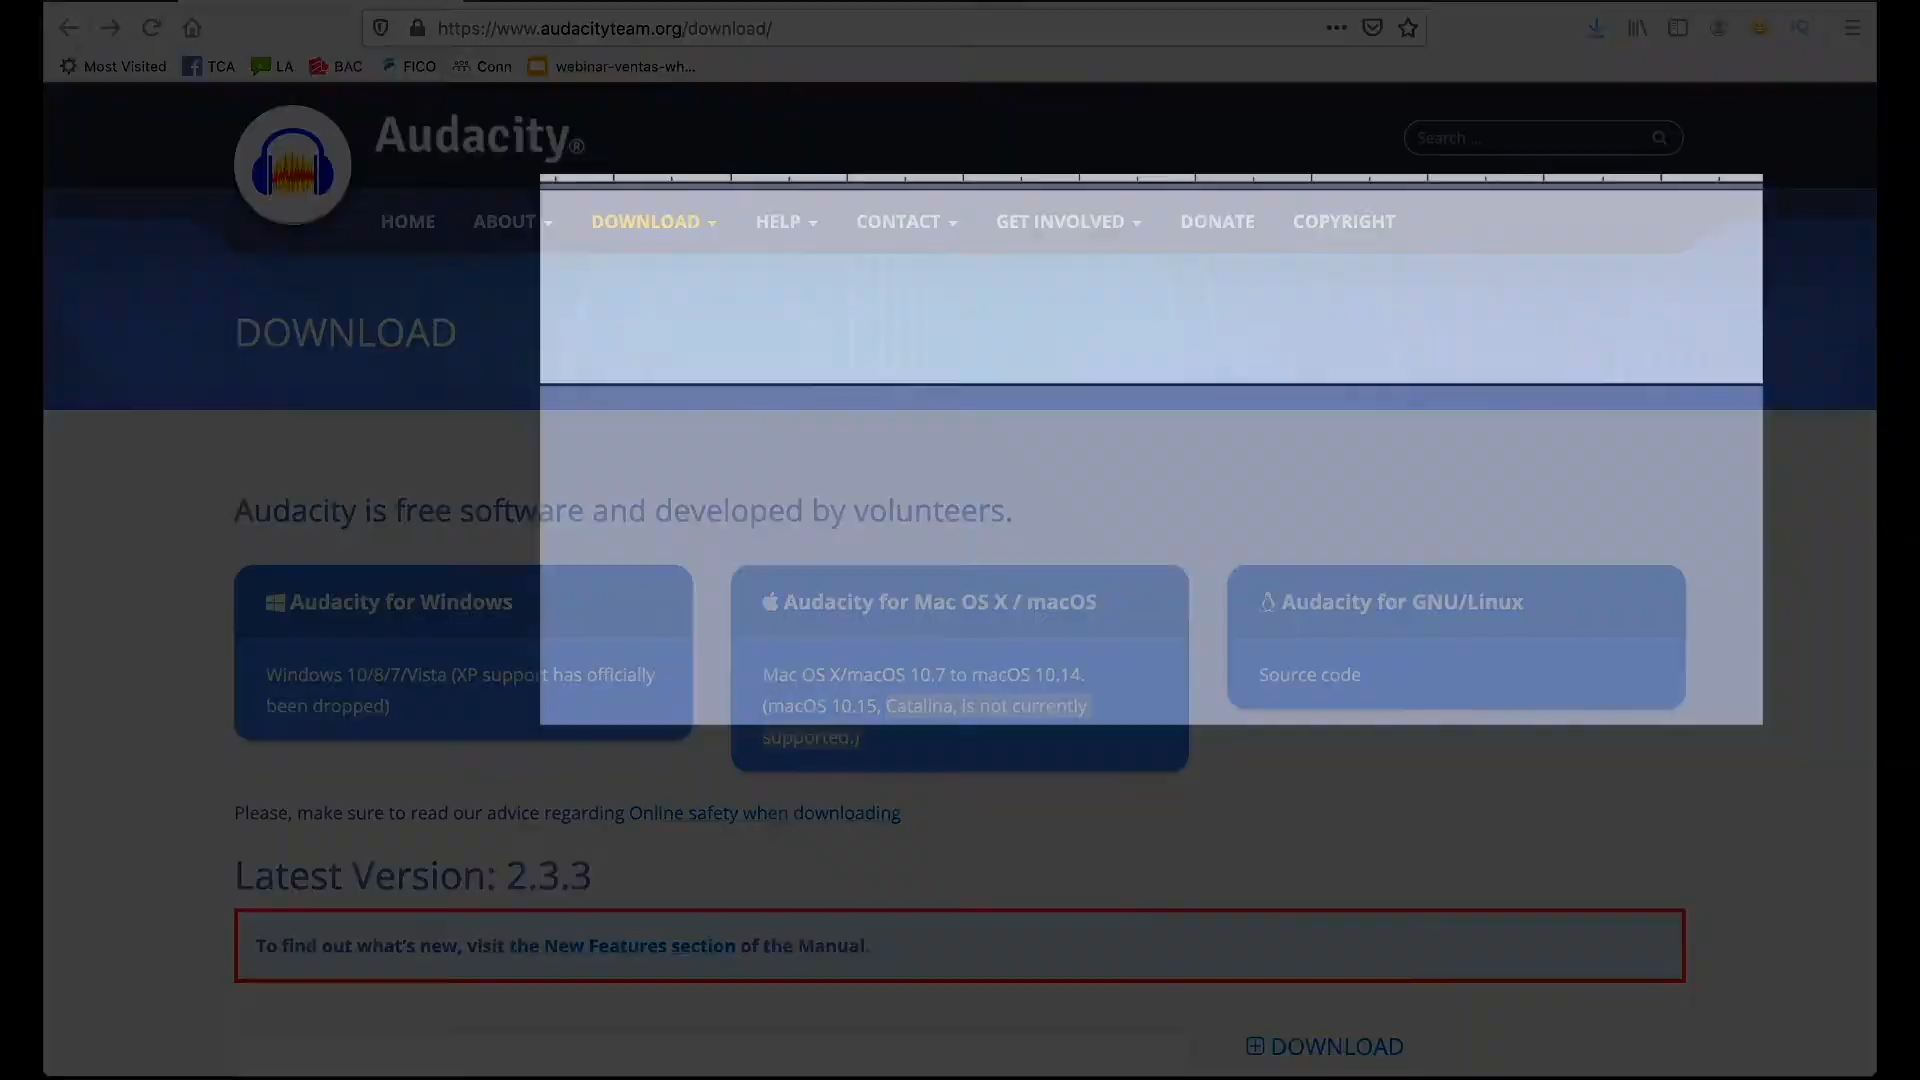 https://www.audacityteam.org/download/
Most Visited TCA LA BAC FICO Conn webinar-ventas-wh...
Audacity®
Search ...
HOME ABOUT DOWNLOAD HELP CONTACT GET INVOLVED DONATE COPYRIGHT
DOWNLOAD
Audacity is free software and developed by volunteers.
Audacity for Windows
Windows 10/8/7/Vista (XP support has officially
been dropped)
Audacity for Mac OS X / macOS
Mac OS X/macOS 10.7 to macOS 10.14.
(macOS 10.15, Catalina, is not currently
supported.)
Audacity for GNU/Linux
Source code
Please, make sure to read our advice regarding Online safety when downloading
Latest Version: 2.3.3
To find out what's new, visit the New Features section of the Manual.
DOWNLOAD